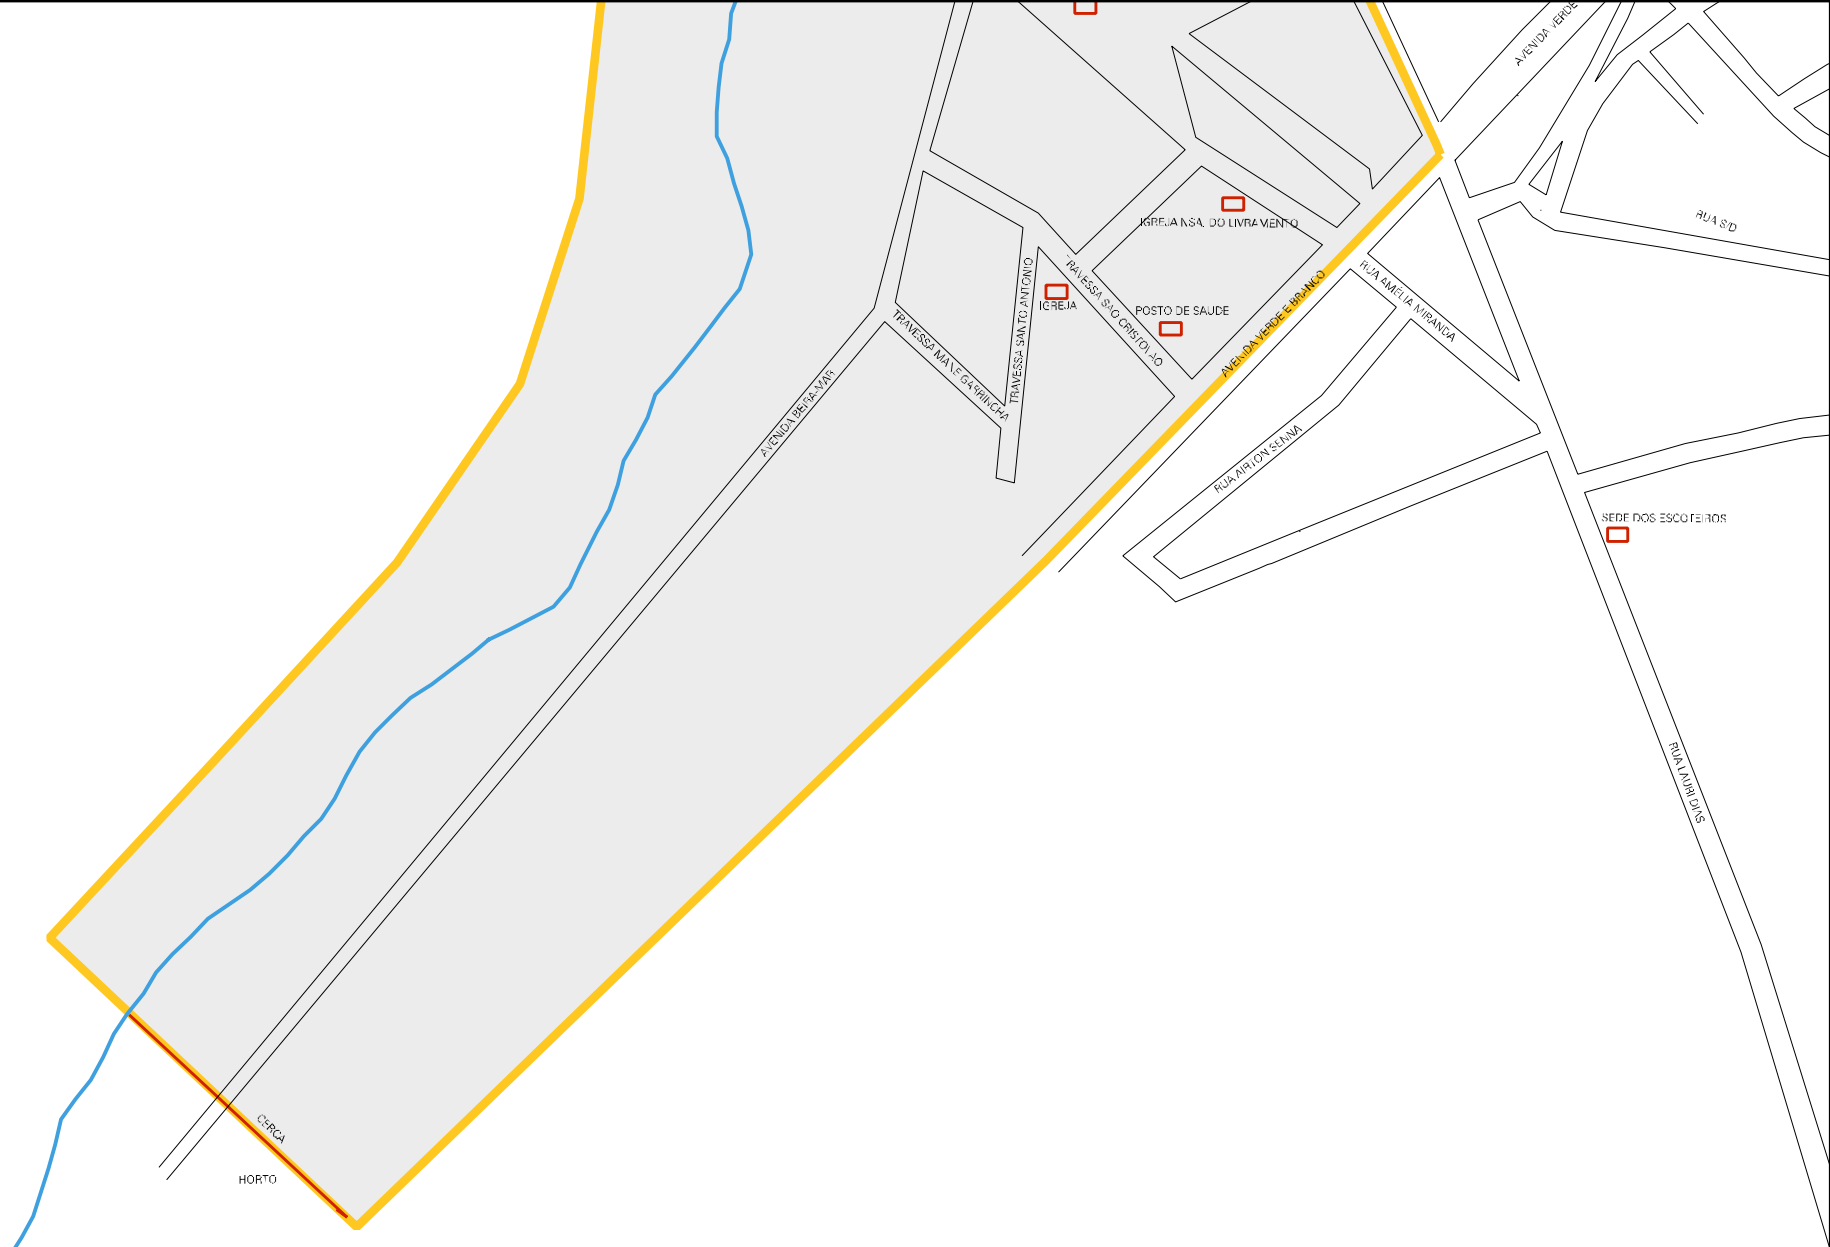 AVENIDA VERDE
RUA S/D
IGREJA NSA. DO LIVRAMENTO
TRAVESSA SAO CRISTOVAO
TRAVESSA SANTO ANTONIO
IGREJA
POSTO DE SAUDE
AVENIDA VERDE E BRANCO
RUA AMÉLIA MIRANDA
TRAVESSA MANE GARRINCHA
AVENIDA BEIRA-MAR
RUA AIRTON SENNA
SEDE DOS ESCOTEIROS
RUA LAURI DIAS
CERCA
HORTO